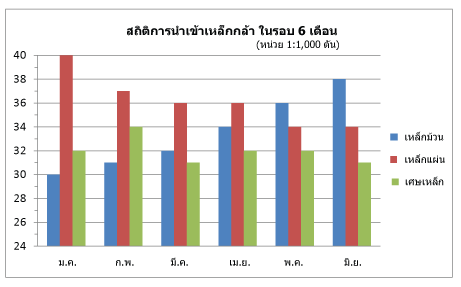 สถิติการนำเข้าเหล็กกล้า ในรอบ 6 เดือน
(หน่วย 1:1,000 ตัน)
40
38
36
34
32
30
28
26
24
ม.ค.
ก.พ.
มี.ค.
เม.ย.
พ.ค.
มิ.ย.
เหล็กม้วน
เหล็กแผ่น
เศษเหล็ก